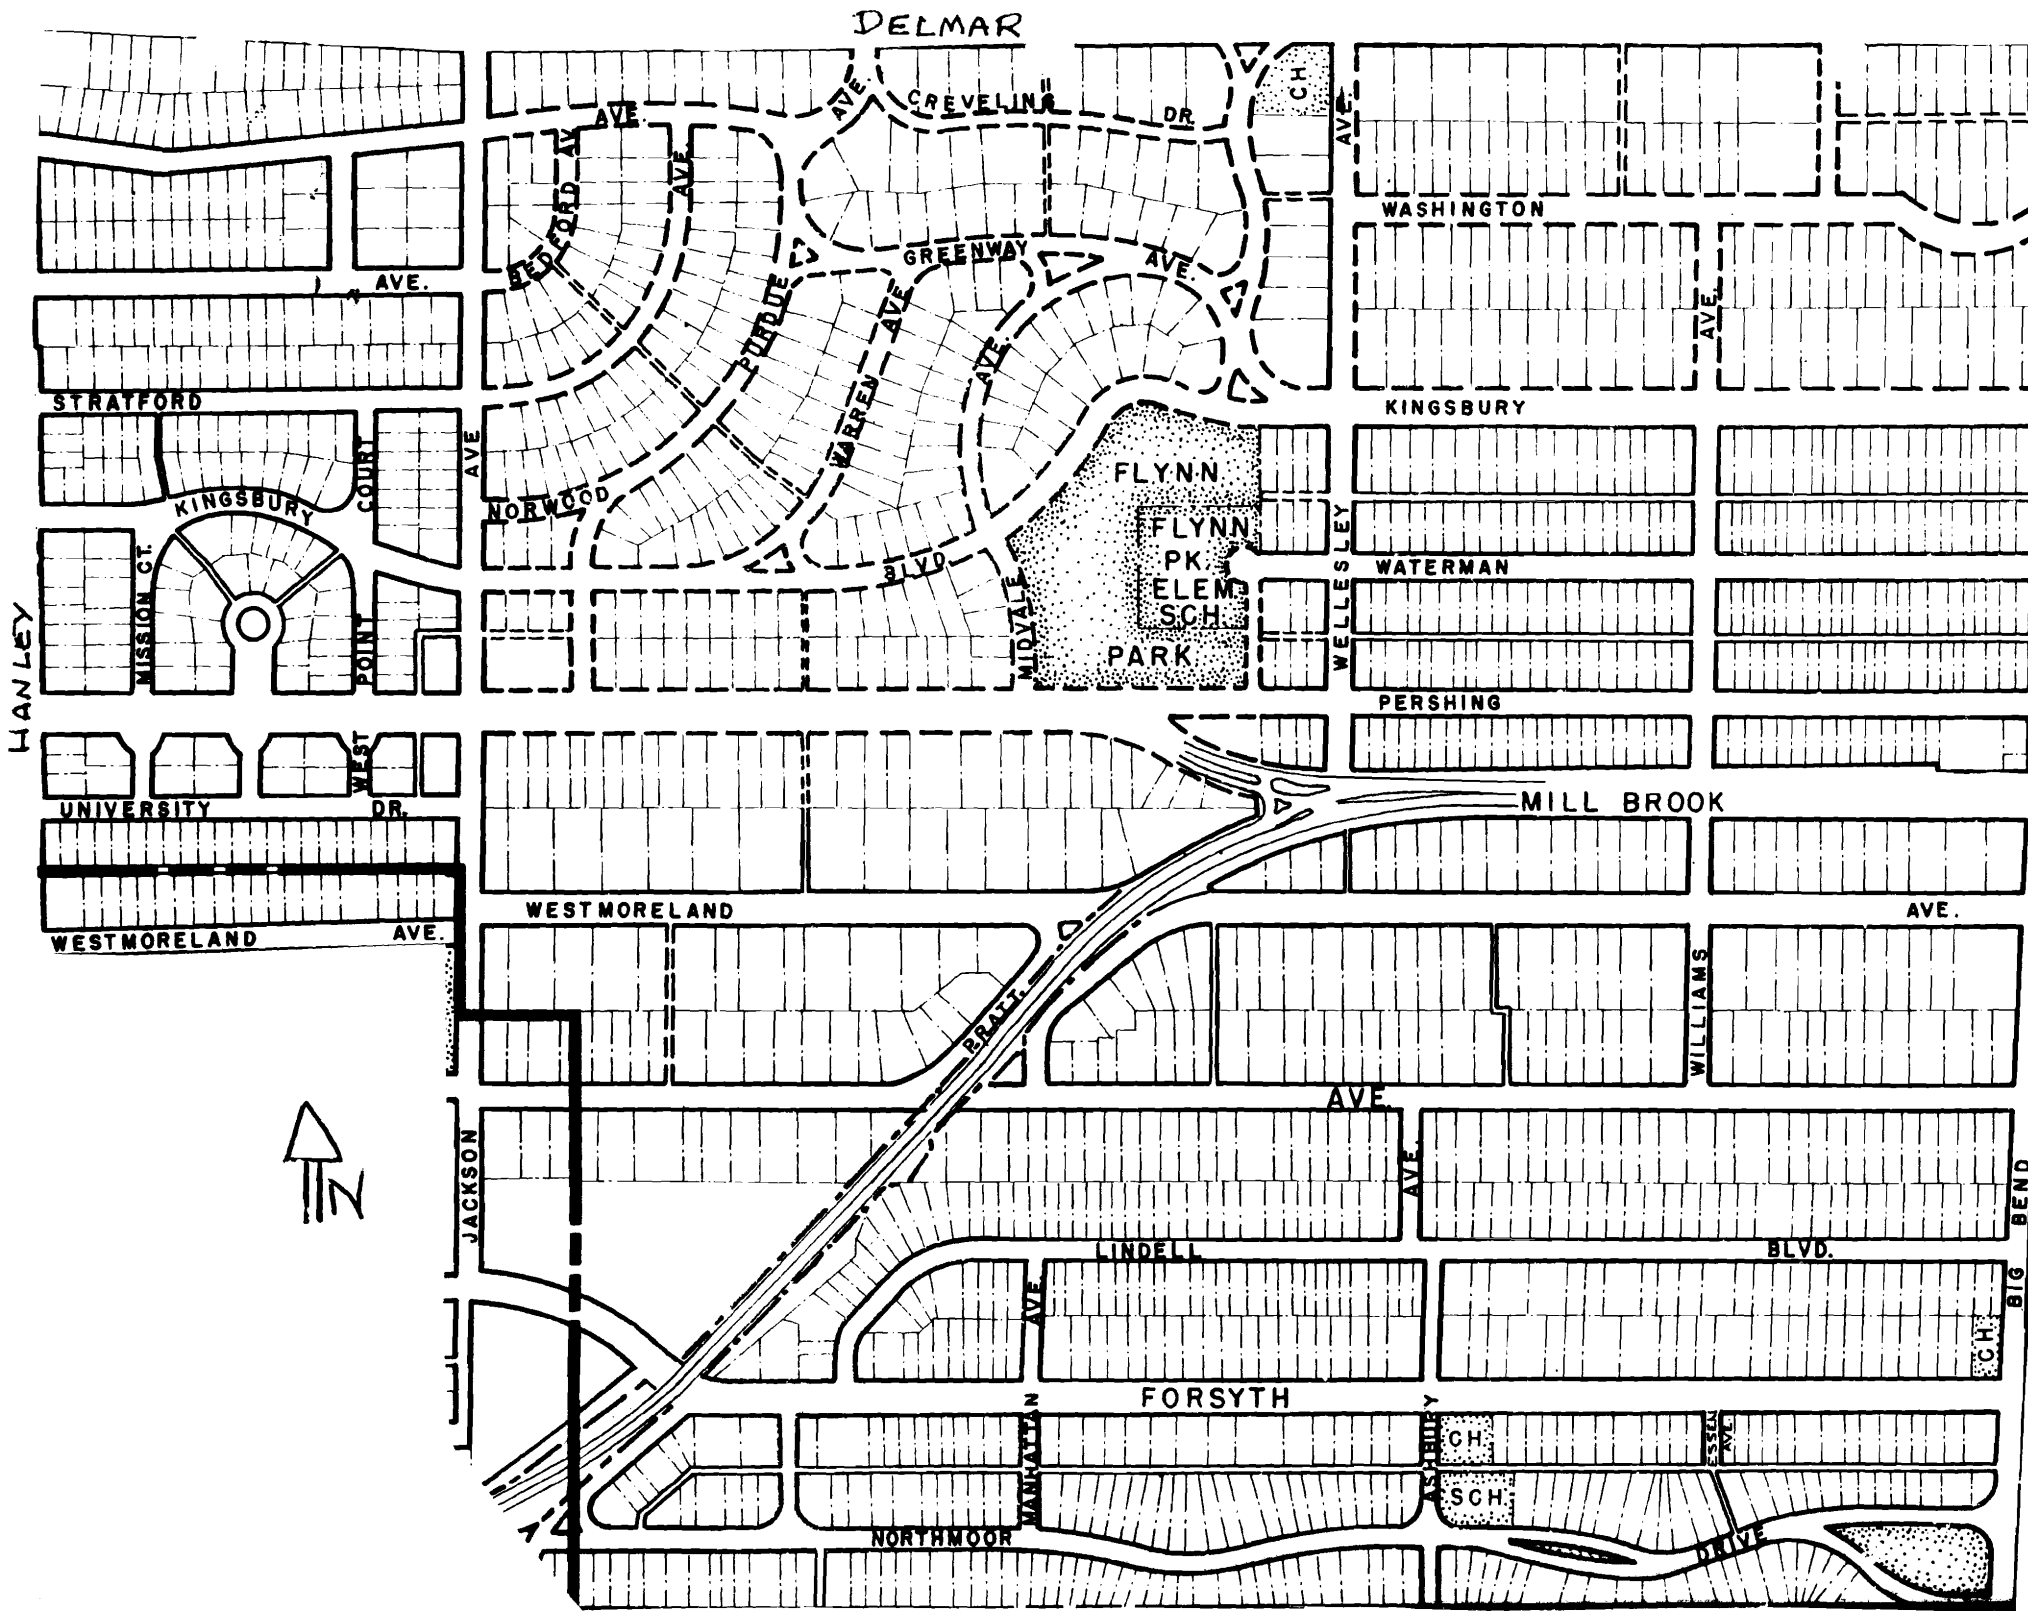 DELMAR
CH
AVE.
CREVELING
DR.
AVE.
AVE.
BEDFORD AV
AVE.
WASHINGTON
AVE.
GREENWAY
AVE.
AVE.
PURDUE
AVE.
AVE.
AVE.
STRATFORD
KINGSBURY
WARREN
COURT
AVE
FLYNN
KINGSBURY
NORWOOD
FLYNN
PK.
ELEM.
SCH.
PARK
BLVD
WATERMAN
WELLESLEY
MIDVALE
MISSION CT.
POINT
HANLEY
PERSHING
WEST
UNIVERSITY
DR.
MILL BROOK
WESTMORELAND
AVE.
WESTMORELAND
AVE.
WILLIAMS
P.R.A.T.T.
AVE.
N
JACKSON
AVE.
BIG BEND
LINDELL
BLVD.
AVE.
CH
FORSYTH
MANHATTAN
ASHBURY
CH.
ESSEX
AVE.
SCH.
NORTHMOOR
DRIVE